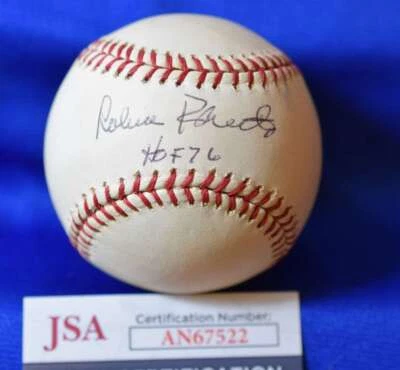 Robin Roberts
HOF 76
JSA
Certification Number:
AN67522